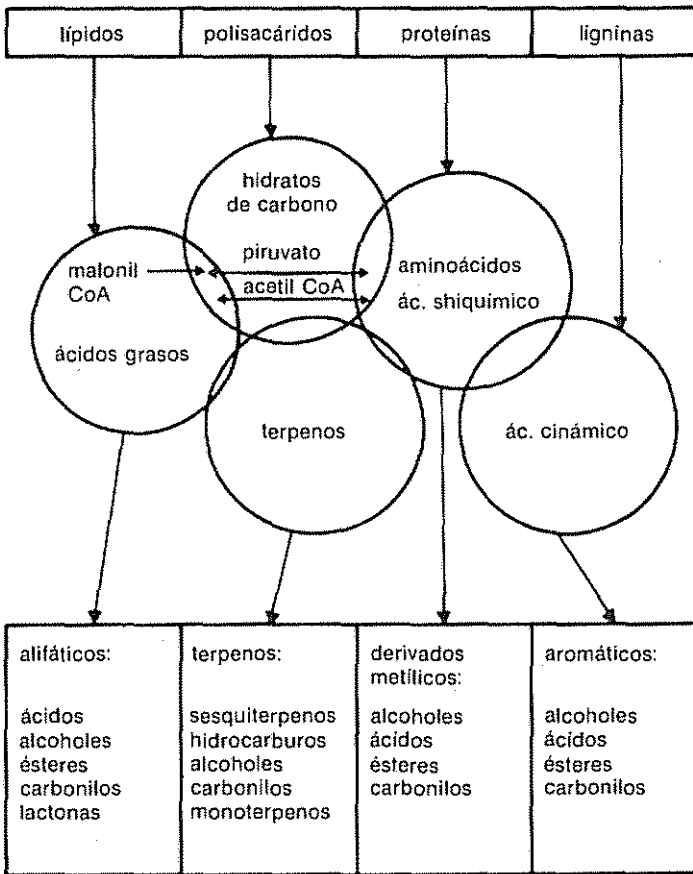 lípidos
polisacáridos
proteínas
ligninas
hidratos
de carbono
piruvato
acetil CoA
malonil
CoA
ácidos grasos
aminoácidos
ác. shiquímico
terpenos
ác. cinámico
alifáticos:
ácidos
alcoholes
ésteres
carbonilos
lactonas
terpenos:
sesquiterpenos
hidrocarburos
alcoholes
carbonilos
monoterpenos
derivados
metílicos:
alcoholes
ácidos
ésteres
carbonilos
aromáticos:
alcoholes
ácidos
ésteres
carbonilos